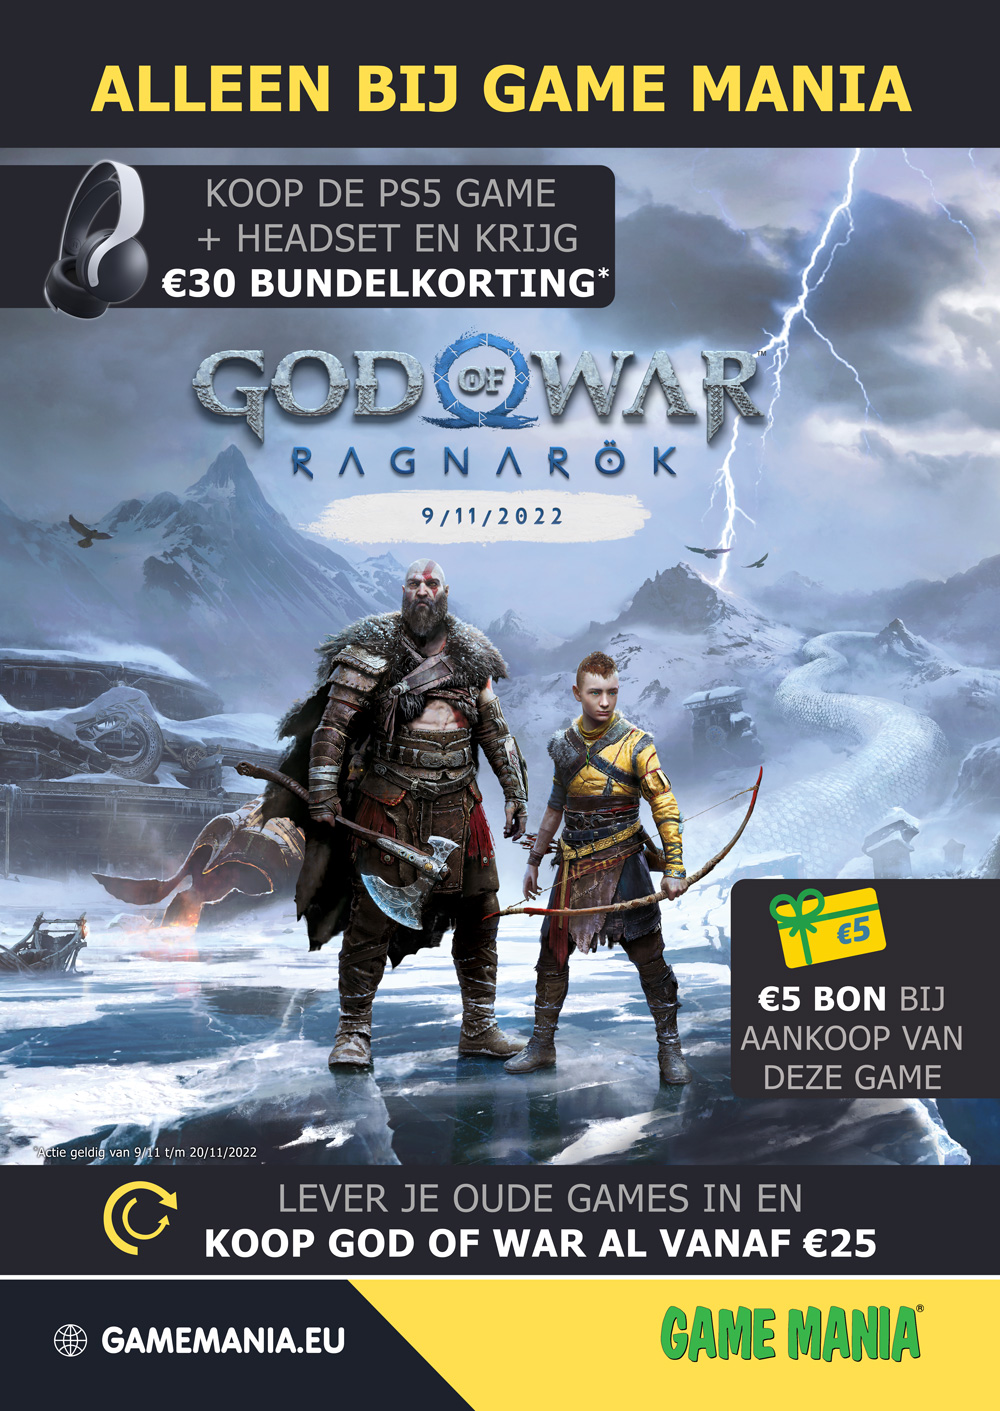 ALLEEN BIJ GAME MANIA
KOOP DE PS5 GAME
+ HEADSET EN KRIJG
€30 BUNDELKORTING*
GOD OF WAR™
RAGNARÖK
9/11/2022
€5
€5 BON BIJ
AANKOOP VAN
DEZE GAME
*Actie geldig van 9/11 t/m 20/11/2022
LEVER JE OUDE GAMES IN EN
KOOP GOD OF WAR AL VANAF €25
GAMEMANIA.EU
GAME MANIA®